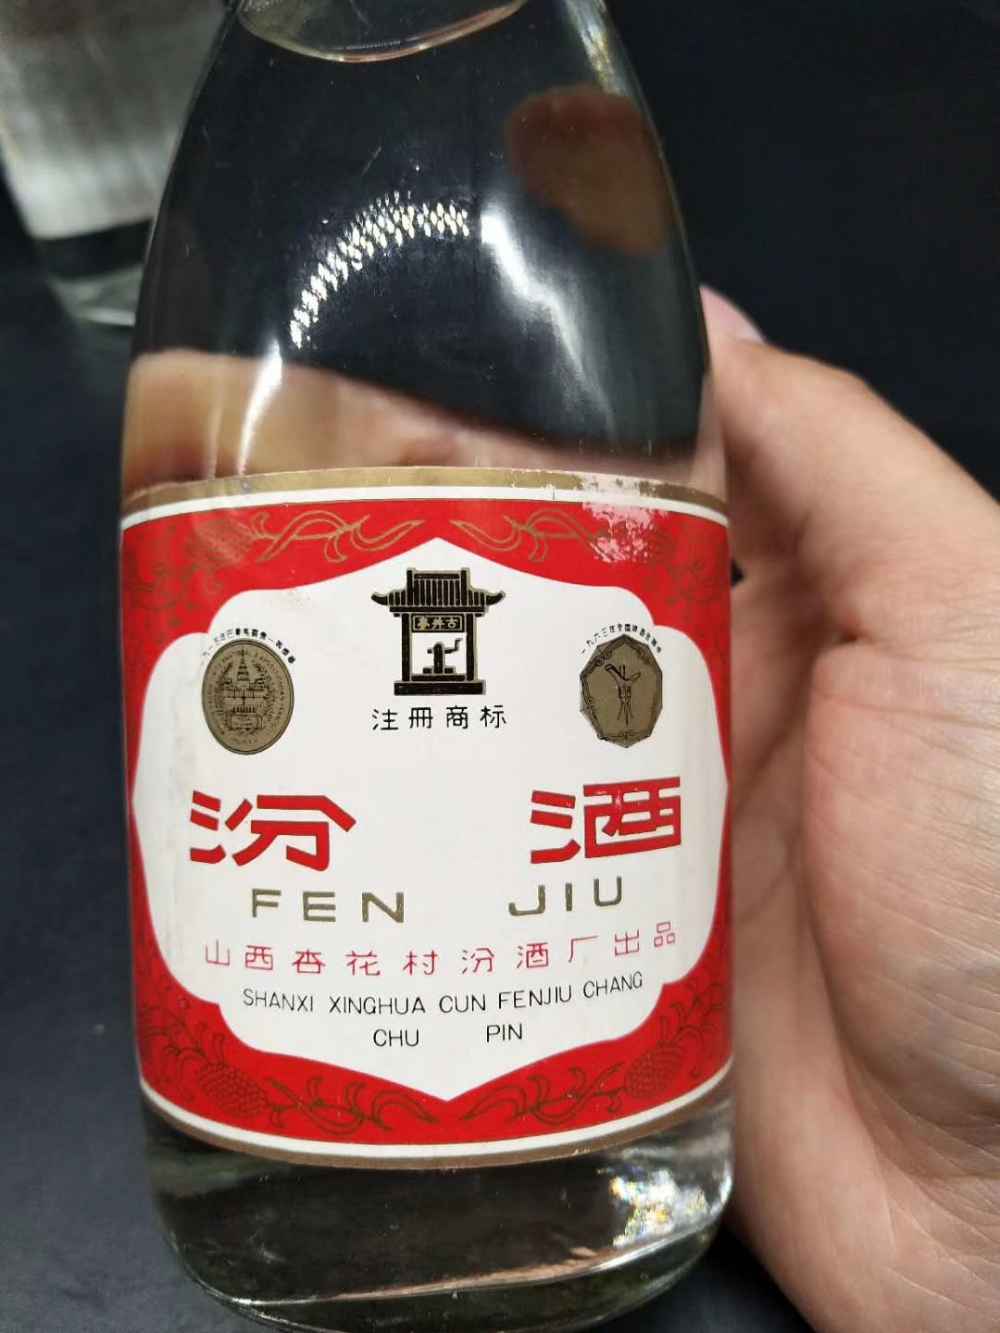 古井亭
注冊商标
汾酒
FEN JIU
山西杏花村汾酒厂出品
SHANXI XINGHUA CUN FENJIU CHANG
CHU PIN